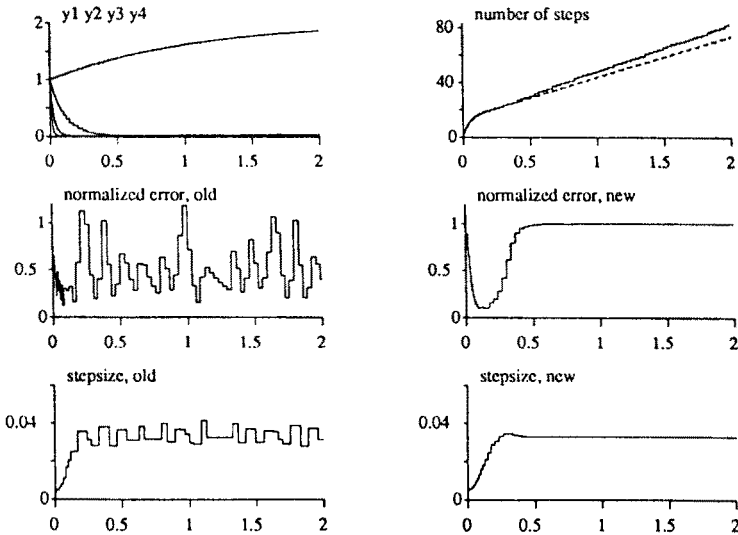 y1 y2 y3 y4
2
1
0
0 0.5 1 1.5 2
number of steps
80
40
0
0 0.5 1 1.5 2
normalized error, old
1
0.5
0
0 0.5 1 1.5 2
normalized error, new
1
0.5
0
0 0.5 1 1.5 2
stepsize, old
0.04
0
0 0.5 1 1.5 2
stepsize, new
0.04
0
0 0.5 1 1.5 2